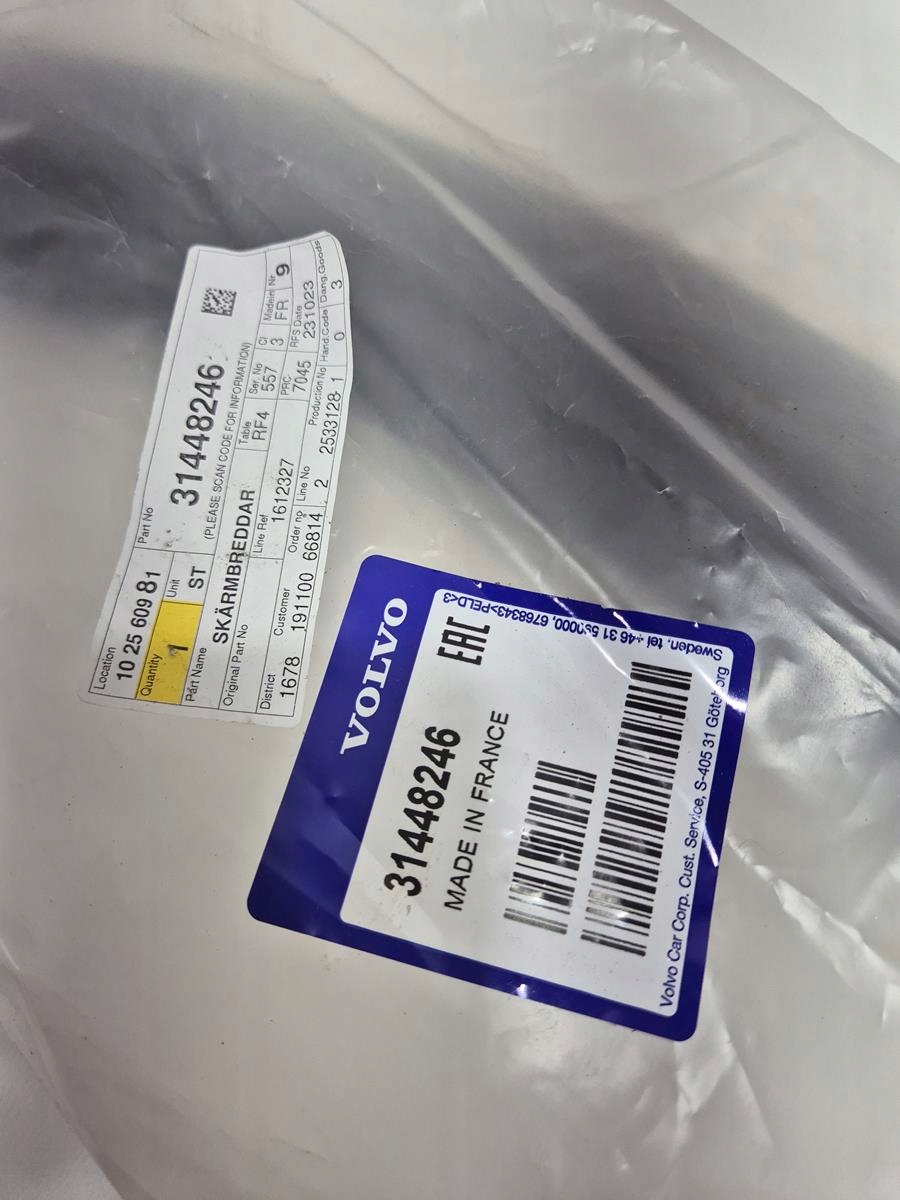 Location
10 25 609 81
Part No
31448246
(PLEASE SCAN CODE FOR INFORMATION)
Quantity
1
Unit
ST
Part Name
SKÄRMBREDDAR
Original Part No
Line Ref
1612327
Table
RF4
Ser. No
557
CI
3
Madein
FR
Nr
9
District
1678
Customer
191100
Order no
66814
Line No
2
PRC
7045
RFS Date
231023
Production No
2533128-1
Hand.Code
0
Dang.Goods
3
VOLVO
31448246
EAC
MADE IN FRANCE
Volvo Car Corp. Cust. Service, S-405 31 Göteborg
Sweden. tel +46 31
6768343>PELD<3